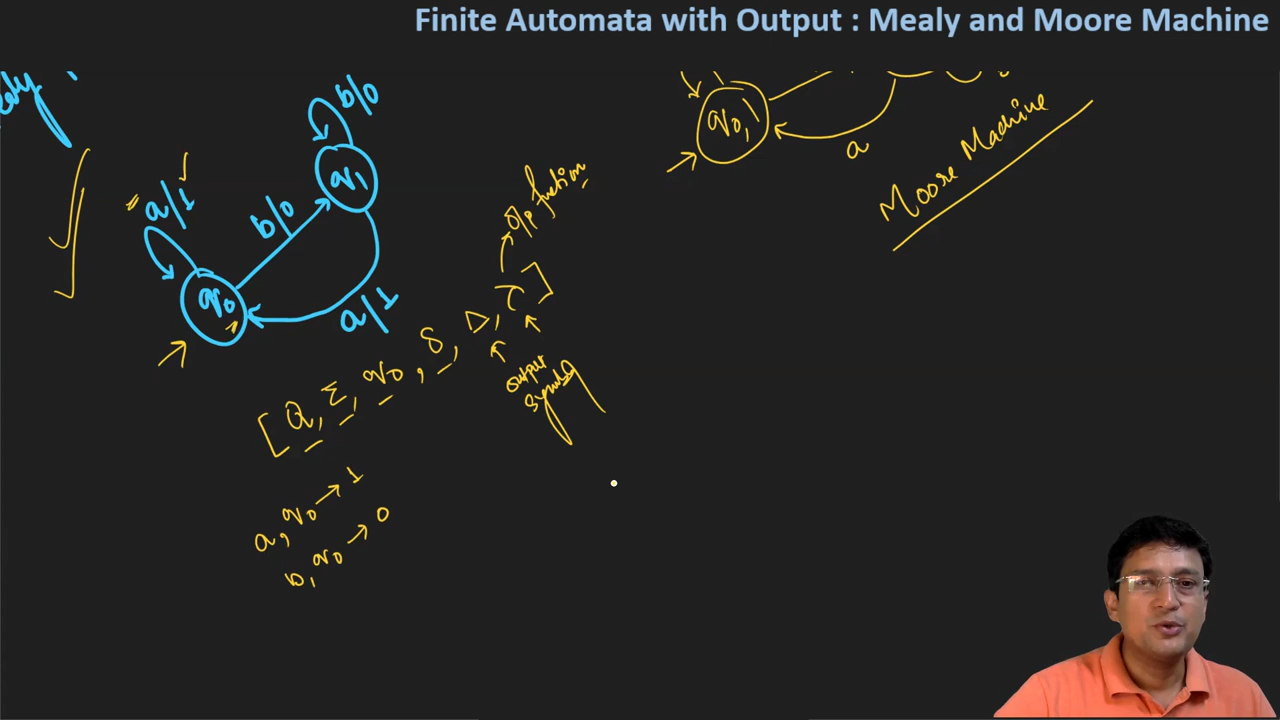 Finite Automata with Output : Mealy and Moore Machine
b/0
q1
a/1
b/0
q0
a/1
q0, 1
a
Moore Machine
O/P function
[Q, Σ, q0, δ, Δ, τ]
output
a, q0 → 1
b, q0 → 0